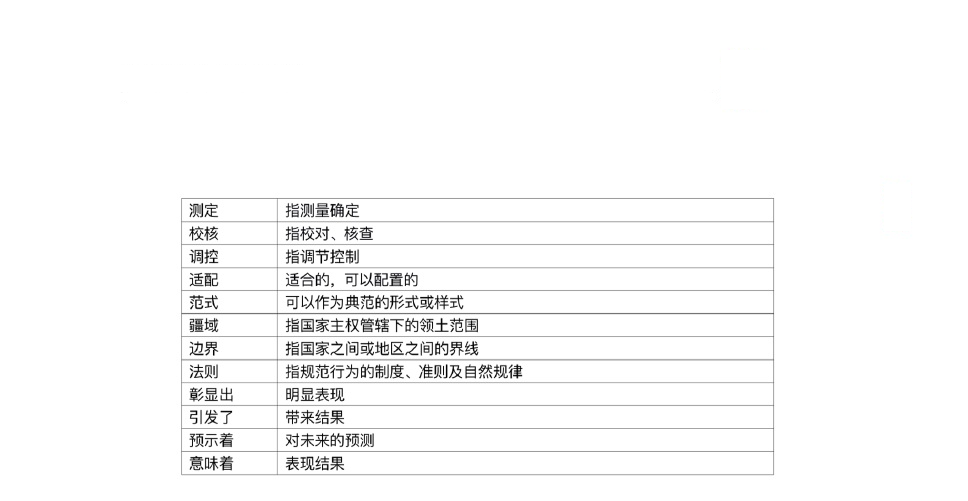 测定 指测量确定
校核 指校对、核查
调控 指调节控制
适配 适合的，可以配置的
范式 可以作为典范的形式或样式
疆域 指国家主权管辖下的领土范围
边界 指国家之间或地区之间的界线
法则 指规范行为的制度、准则及自然规律
彰显出 明显表现
引发了 带来结果
预示着 对未来的预测
意味着 表现结果